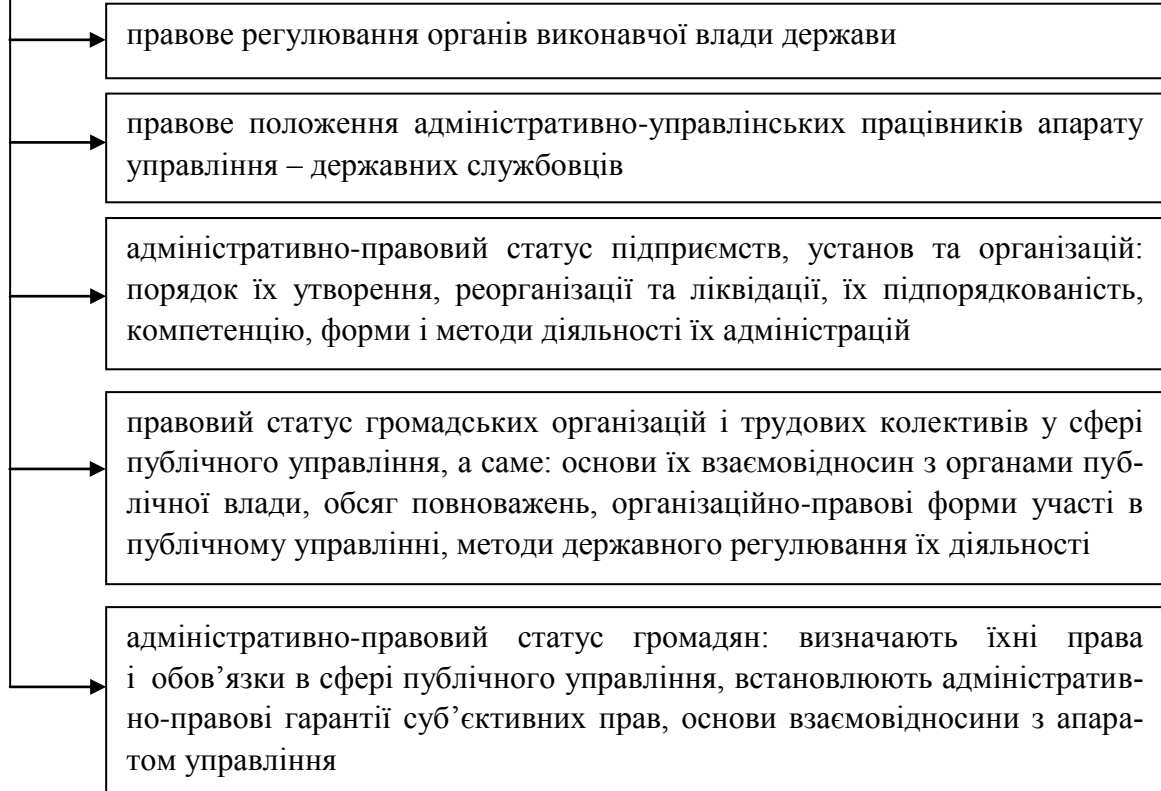 правове регулювання органів виконавчої влади держави
правове положення адміністративно-управлінських працівників апарату
управління – державних службовців
адміністративно-правовий статус підприємств, установ та організацій:
порядок їх утворення, реорганізації та ліквідації, їх підпорядкованість,
компетенцію, форми і методи діяльності їх адміністрацій
правовий статус громадських організацій і трудових колективів у сфері
публічного управління, а саме: основи їх взаємовідносин з органами пуб-
лічної влади, обсяг повноважень, організаційно-правові форми участі в
публічному управлінні, методи державного регулювання їх діяльності
адміністративно-правовий статус громадян: визначають їхні права
і обов’язки в сфері публічного управління, встановлюють адміністратив-
но-правові гарантії суб’єктивних прав, основи взаємовідносини з апара-
том управління